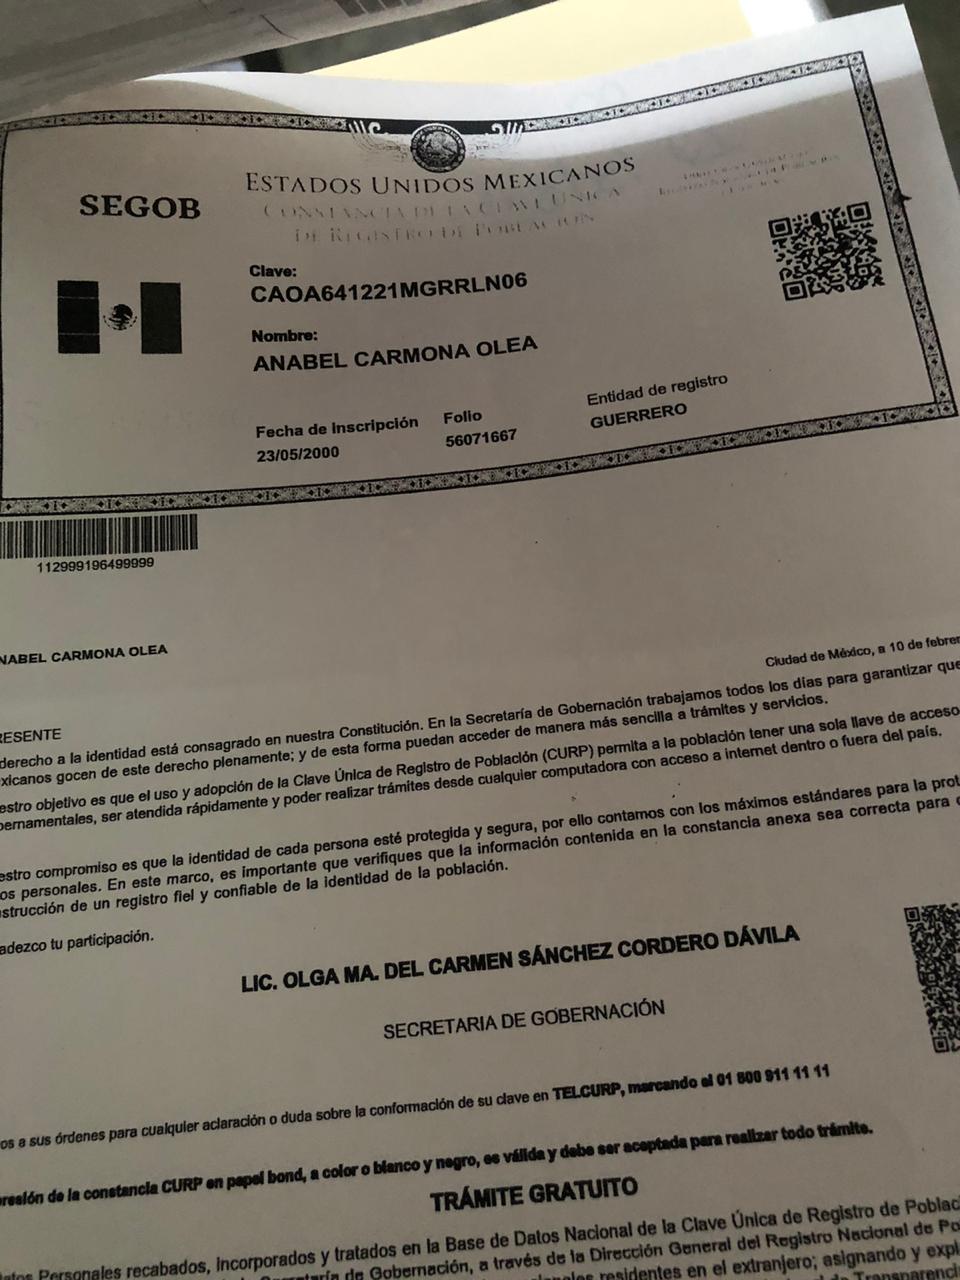 SEGOB
ESTADOS UNIDOS MEXICANOS
CONSTANCIA DE LA CLAVE ÚNICA
DE REGISTRO DE POBLACIÓN
Clave:
CAOA641221MGRRLN06
Nombre:
ANABEL CARMONA OLEA
Fecha de Inscripción
23/05/2000
Folio
56071667
Entidad de registro
GUERRERO
112999196499999
NABEL CARMONA OLEA
Ciudad de México, a 10 de febrer
RESENTE
derecho a la identidad está consagrado en nuestra Constitución. En la Secretaría de Gobernación trabajamos todos los días para garantizar que
xicanos gocen de este derecho plenamente; y de esta forma puedan acceder de manera más sencilla a trámites y servicios.
estro objetivo es que el uso y adopción de la Clave Única de Registro de Población (CURP) permita a la población tener una sola llave de acceso
bernamentales, ser atendida rápidamente y poder realizar trámites desde cualquier computadora con acceso a internet dentro o fuera del país.
estro compromiso es que la identidad de cada persona esté protegida y segura, por ello contamos con los máximos estándares para la prot
os personales. En este marco, es importante que verifiques que la información contenida en la constancia anexa sea correcta para
strucción de un registro fiel y confiable de la identidad de la población.
adezco tu participación.
LIC. OLGA MA. DEL CARMEN SÁNCHEZ CORDERO DÁVILA
SECRETARIA DE GOBERNACIÓN
os a sus órdenes para cualquier aclaración o duda sobre la conformación de su clave en TELCURP, marcando al 01 800 911 11 11
presión de la constancia CURP en papel bond, a color o blanco y negro, es válida y debe ser aceptada para realizar todo trámite.
TRÁMITE GRATUITO
atos Personales recabados, incorporados y tratados en la Base de Datos Nacional de la Clave Única de Registro de Poblac
de Gobernación, a través de la Dirección General del Registro Nacional de Po
residentes en el extranjero; asignando y expi
de Transparenci